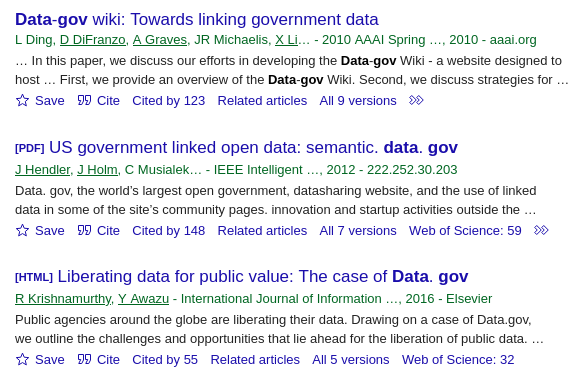 Data-gov wiki: Towards linking government data
L Ding, D DiFranzo, A Graves, JR Michaelis, X Li… - 2010 AAAI Spring …, 2010 - aaai.org
… In this paper, we discuss our efforts in developing the Data-gov Wiki - a website designed to
host … First, we provide an overview of the Data-gov Wiki. Second, we discuss strategies for …
Save Cite Cited by 123 Related articles All 9 versions
[PDF] US government linked open data: semantic. data. gov
J Hendler, J Holm, C Musialek… - IEEE Intelligent …, 2012 - 222.252.30.203
Data. gov, the world’s largest open government, datasharing website, and the use of linked
data in some of the site’s community pages. innovation and startup activities outside the …
Save Cite Cited by 148 Related articles All 7 versions Web of Science: 59
[HTML] Liberating data for public value: The case of Data. gov
R Krishnamurthy, Y Awazu - International Journal of Information …, 2016 - Elsevier
Public agencies around the globe are liberating their data. Drawing on a case of Data.gov,
we outline the challenges and opportunities that lie ahead for the liberation of public data. …
Save Cite Cited by 55 Related articles All 5 versions Web of Science: 32